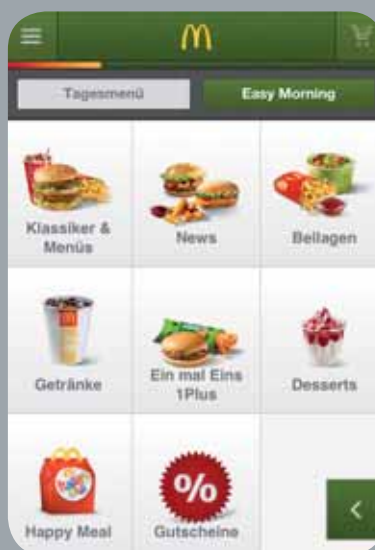 Tagesmenü
Easy Morning
Klassiker &
Menüs
News
Beilagen
Getränke
Ein mal Eins
1Plus
Desserts
%
Happy Meal
Gutscheine